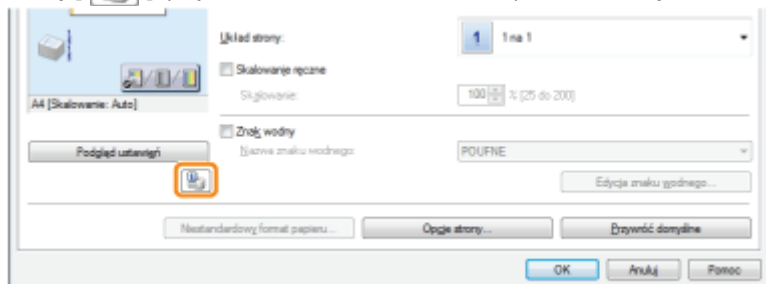 Układ strony:
1 1 na 1
Skalowanie ręczne
Skalowanie:
100 % [25 do 200]
A4 [Skalowanie: Auto]
Znak wodny
Podgląd ustawień
Nazwa znaku wodnego:
POUFNE
Edycja znaku wodnego...
Niestandardowy format papieru...
Opcje strony...
Przywróć domyślne
OK
Anuluj
Pomoc